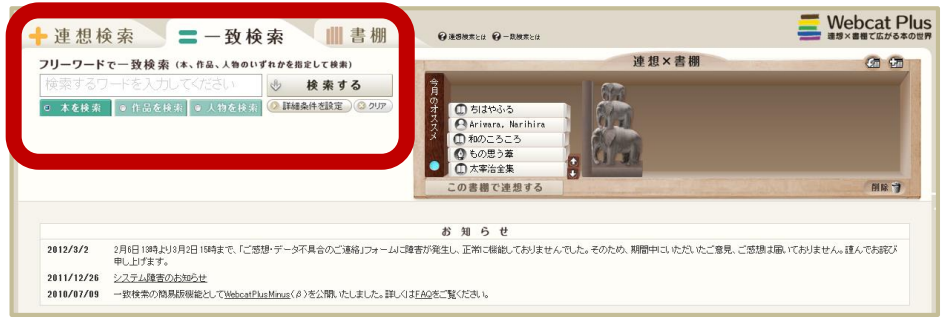 連想検索 一致検索 書棚
連想検索とは 一致検索とは
Webcat Plus
連想×書棚で広がる本の世界
フリーワードで一致検索 (本、作品、人物のいずれかを指定して検索)
検索するワードを入力してください 検索する
本を検索 作品を検索 人物を検索 詳細条件を設定 クリア
連想×書棚
今月のオススメ
ちはやふる
Ariwara, Narihira
和のころころ
もの思う葦
太宰治全集
この書棚で連想する
削除
お知らせ
2012/3/2 2月6日13時より3月2日15時まで、「ご感想・データ不具合のご連絡」フォームに障害が発生し、正常に機能しておりませんでした。そのため、期間中にいただいたご意見、ご感想は届いておりません。謹んでお詫び
申し上げます。
2011/12/26 システム障害のお知らせ
2010/07/09 一致検索の簡易版機能としてWebcatPlusMinus(β)を公開いたしました。詳しくはFAQをご覧ください。